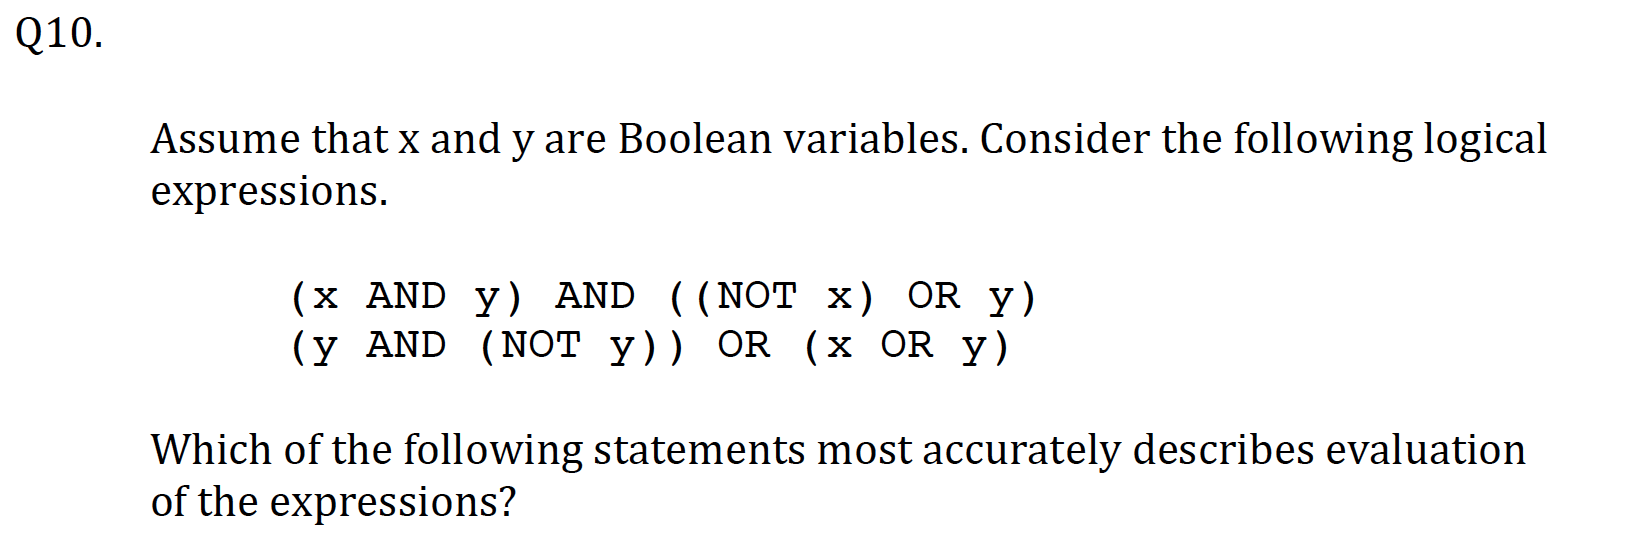 Q10.
Assume that x and y are Boolean variables. Consider the following logical
expressions.
(x AND y) AND ((NOT x) OR y)
(y AND (NOT y)) OR (x OR y)
Which of the following statements most accurately describes evaluation
of the expressions?